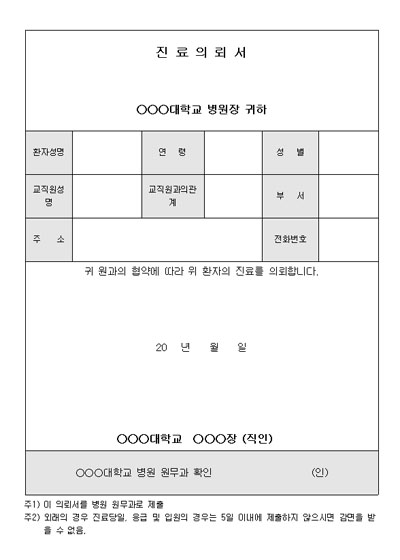 진 료 의 뢰 서
○○○대학교 병원장 귀하
환자성명 연 령 성 별
교직원성명 교직원과의관계 부 서
주 소 전화번호
귀 원과의 협약에 따라 위 환자의 진료를 의뢰합니다.
20 년 월 일
○○○대학교 ○○○장 (직인)
○○○대학교 병원 원무과 확인 (인)
주1) 이 의뢰서를 병원 원무과로 제출
주2) 외래의 경우 진료당일, 응급 및 입원의 경우는 5일 이내에 제출하지 않으시면 감면을 받
을 수 없음.